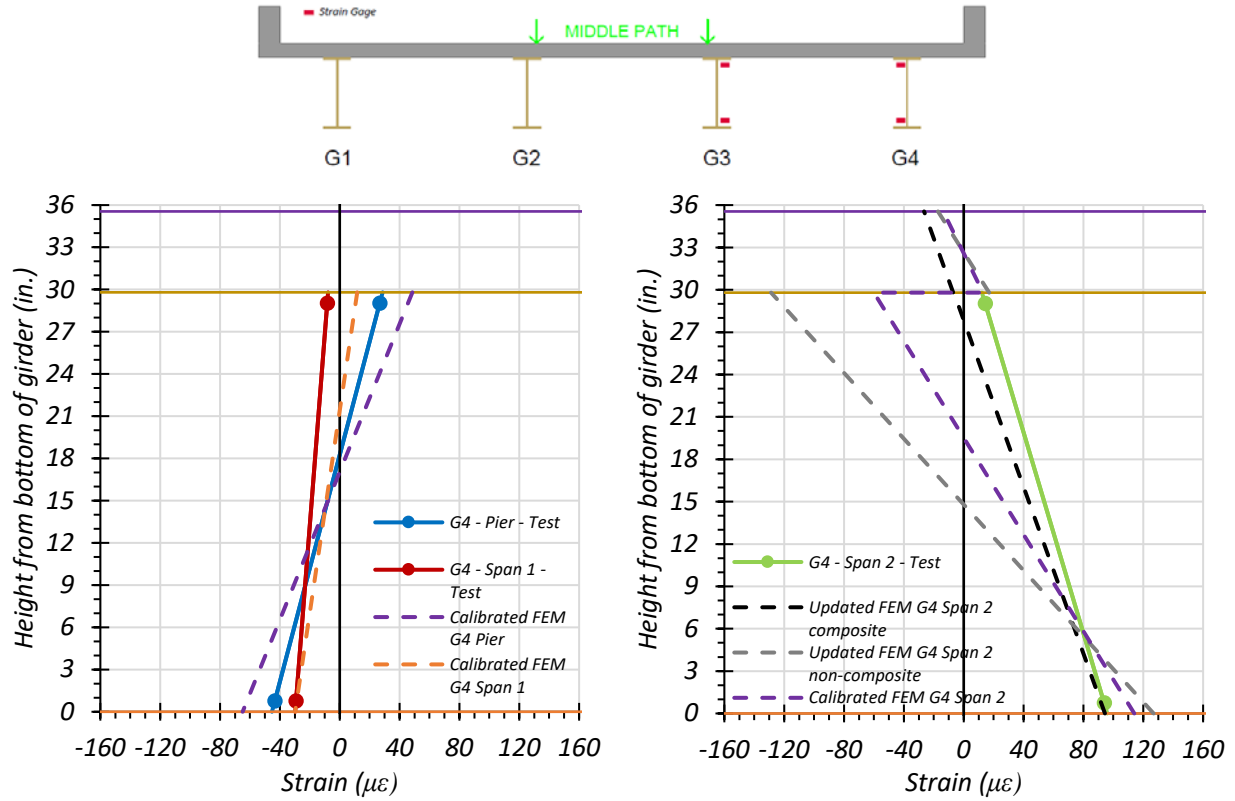 Strain Gage
MIDDLE PATH
G1 G2 G3 G4
Height from bottom of girder (in.)
36
33
30
27
24
21
18
15
12
9
6
3
0
G4 - Pier - Test
G4 - Span 1 -
Test
Calibrated FEM
G4 Pier
Calibrated FEM
G4 Span 1
-160 -120 -80 -40 0 40 80 120 160
Strain (με)
Height from bottom of girder (in.)
36
33
30
27
24
21
18
15
12
9
6
3
0
G4 - Span 2 - Test
Updated FEM G4 Span 2
composite
Updated FEM G4 Span 2
non-composite
Calibrated FEM G4 Span 2
-160 -120 -80 -40 0 40 80 120 160
Strain (με)